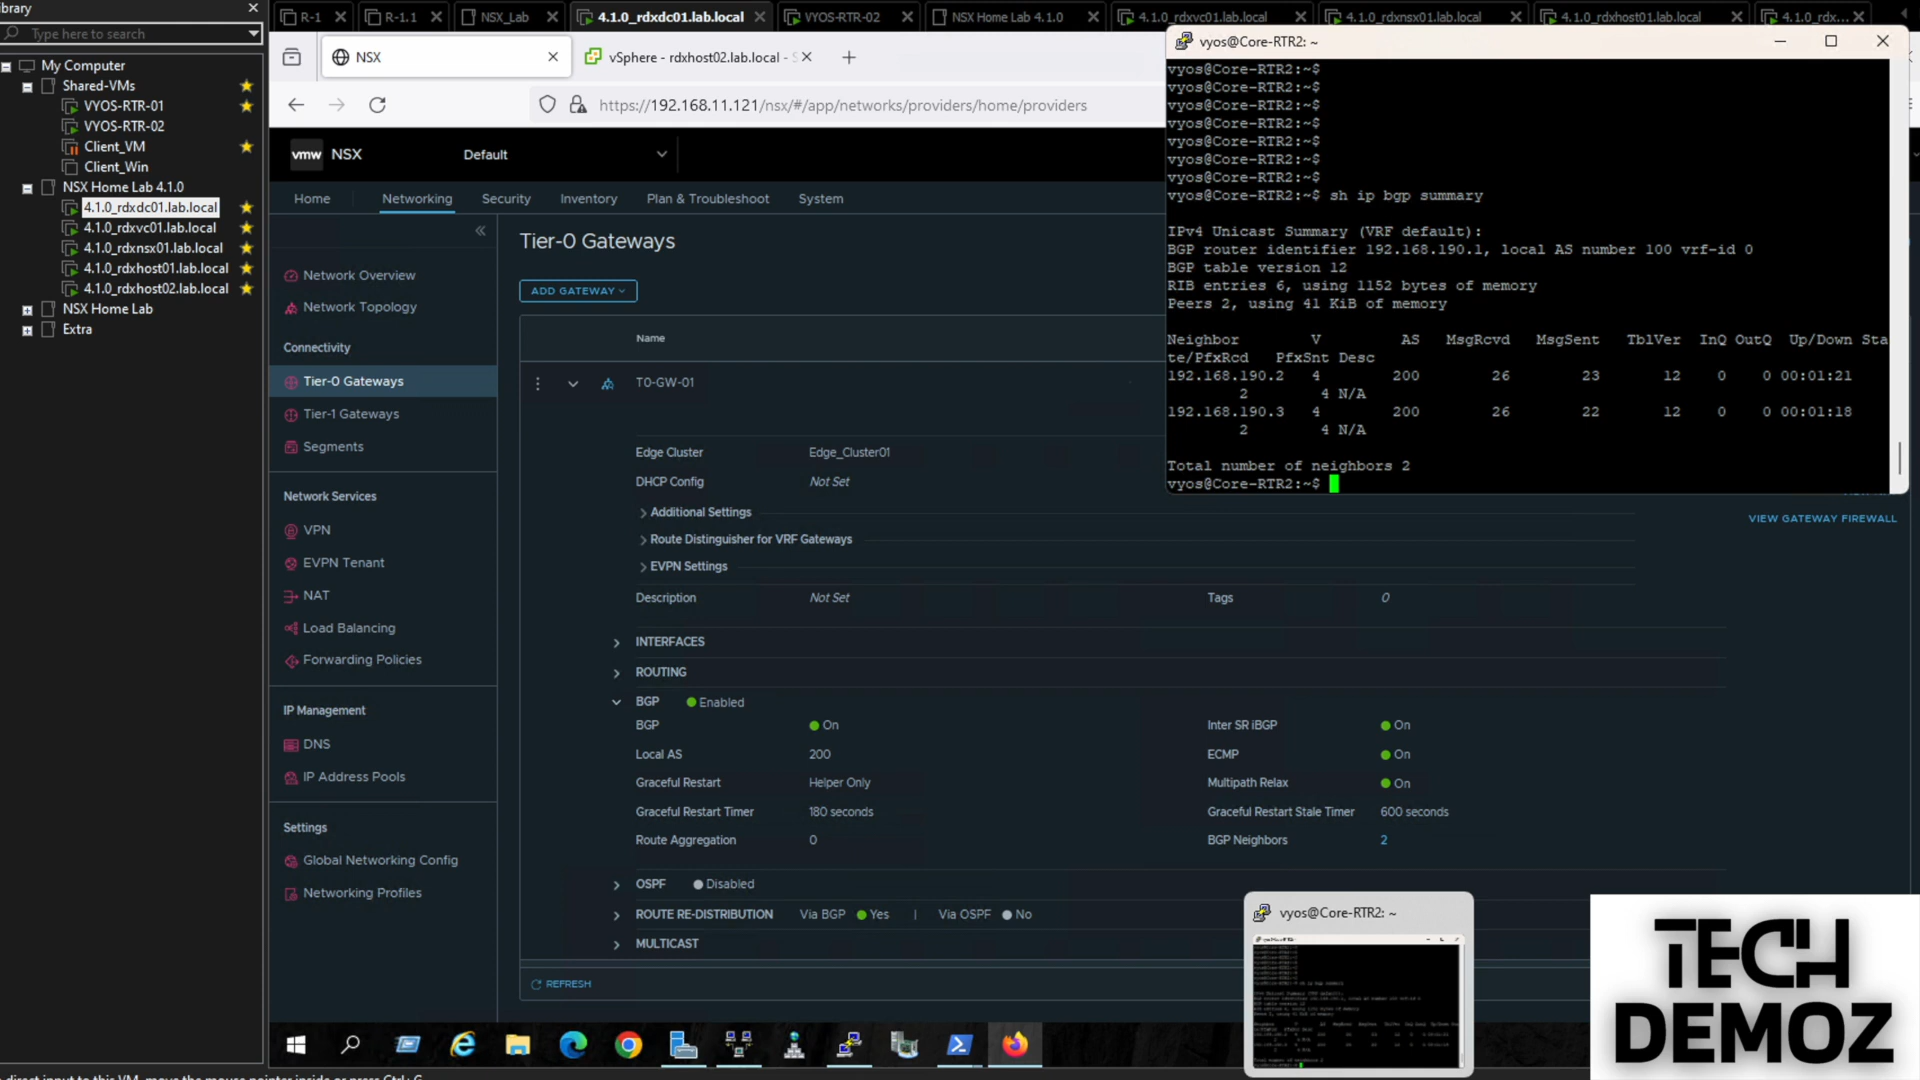 ibrary
Type here to search
My Computer
Shared-VMs
VYOS-RTR-01
VYOS-RTR-02
Client_VM
Client_Win
NSX Home Lab 4.1.0
4.1.0_rdxdc01.lab.local
4.1.0_rdxvc01.lab.local
4.1.0_rdxnsx01.lab.local
4.1.0_rdxhost01.lab.local
4.1.0_rdxhost02.lab.local
NSX Home Lab
Extra
R-1
R-1.1
NSX_Lab
4.1.0_rdxdc01.lab.local
VYOS-RTR-02
NSX Home Lab 4.1.0
4.1.0_rdxvc01.lab.local
4.1.0_rdxnsx01.lab.local
4.1.0_rdxhost01.lab.local
4.1.0_rdx...
NSX
vSphere - rdxhost02.lab.local - S
https://192.168.11.121/nsx/#/app/networks/providers/home/providers
vmw NSX
Default
Home
Networking
Security
Inventory
Plan & Troubleshoot
System
Network Overview
Network Topology
Connectivity
Tier-0 Gateways
Tier-1 Gateways
Segments
Network Services
VPN
EVPN Tenant
NAT
Load Balancing
Forwarding Policies
IP Management
DNS
IP Address Pools
Settings
Global Networking Config
Networking Profiles
Tier-0 Gateways
ADD GATEWAY
Name
T0-GW-01
Edge Cluster Edge_Cluster01
DHCP Config Not Set
Additional Settings
Route Distinguisher for VRF Gateways
EVPN Settings
Description Not Set Tags 0
VIEW GATEWAY FIREWALL
INTERFACES
ROUTING
BGP Enabled
BGP On Inter SR iBGP On
Local AS 200 ECMP On
Graceful Restart Helper Only Multipath Relax On
Graceful Restart Timer 180 seconds Graceful Restart Stale Timer 600 seconds
Route Aggregation 0 BGP Neighbors 2
OSPF Disabled
ROUTE RE-DISTRIBUTION Via BGP Yes | Via OSPF No
MULTICAST
REFRESH
vyos@Core-RTR2: ~
vyos@Core-RTR2:~$
vyos@Core-RTR2:~$
vyos@Core-RTR2:~$
vyos@Core-RTR2:~$
vyos@Core-RTR2:~$
vyos@Core-RTR2:~$
vyos@Core-RTR2:~$
vyos@Core-RTR2:~$ sh ip bgp summary
IPv4 Unicast Summary (VRF default):
BGP router identifier 192.168.190.1, local AS number 100 vrf-id 0
BGP table version 12
RIB entries 6, using 1152 bytes of memory
Peers 2, using 41 KiB of memory
Neighbor V AS MsgRcvd MsgSent TblVer InQ OutQ Up/Down Sta
te/PfxRcd PfxSnt Desc
192.168.190.2 4 200 26 23 12 0 0 00:01:21
2 4 N/A
192.168.190.3 4 200 26 22 12 0 0 00:01:18
2 4 N/A
Total number of neighbors 2
vyos@Core-RTR2:~$
vyos@Core-RTR2: ~
TECH
DEMOZ